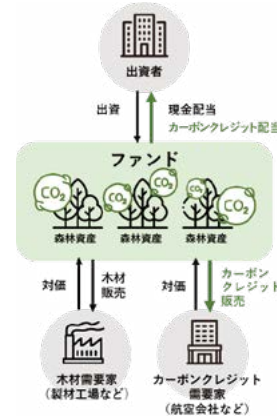 出資者
出資
現金配当
カーボンクレジット配当
ファンド
CO₂
CO₂
CO₂
CO₂
森林資産
森林資産
森林資産
対価
木材
販売
対価
カーボン
クレジット
販売
木材需要家
(製材工場など)
カーボンクレジット
需要家
(航空会社など)